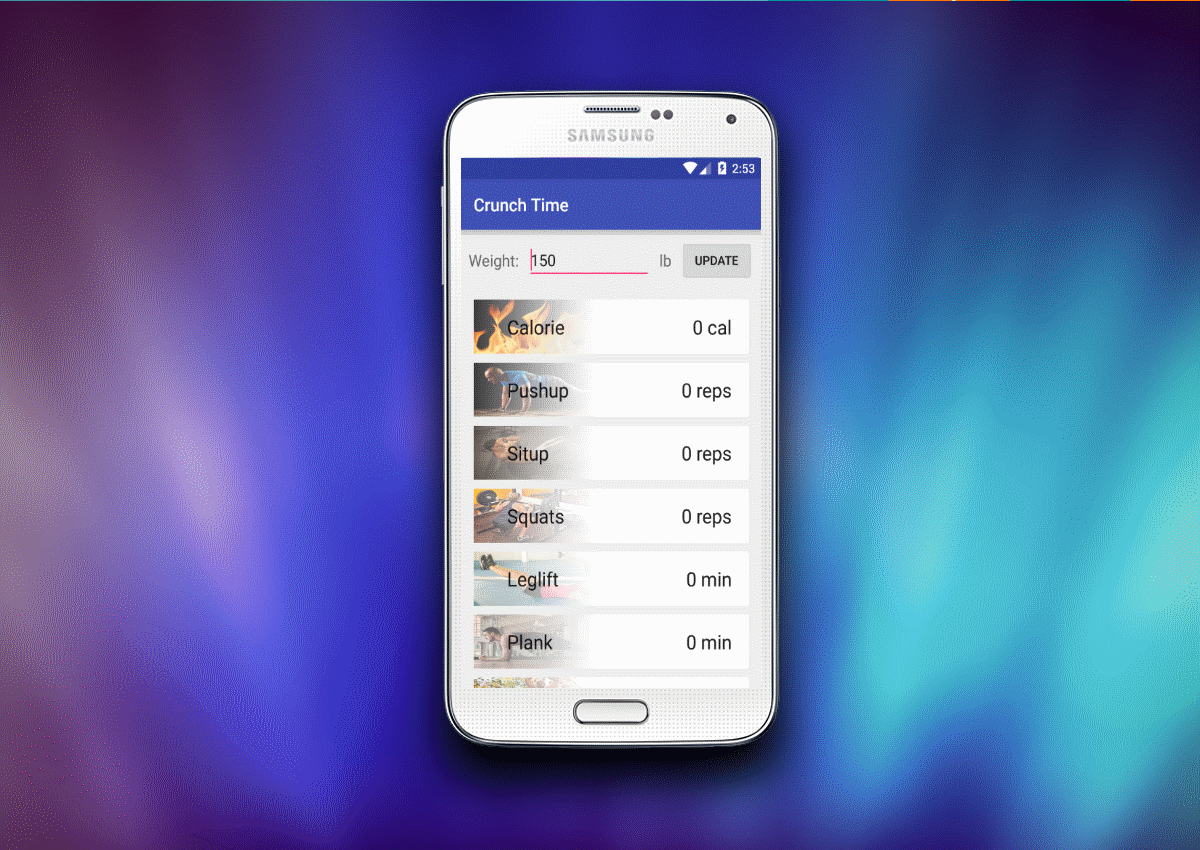 SAMSUNG
2:53
Crunch Time
Weight: 150 lb UPDATE
Calorie 0 cal
Pushup 0 reps
Situp 0 reps
Squats 0 reps
Leglift 0 min
Plank 0 min